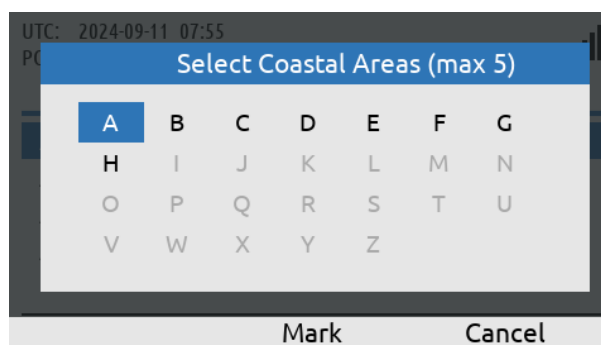 UTC: 2024-09-11 07:55
Select Coastal Areas (max 5)
A B C D E F G
H I J K L M N
O P Q R S T U
V W X Y Z
Mark Cancel